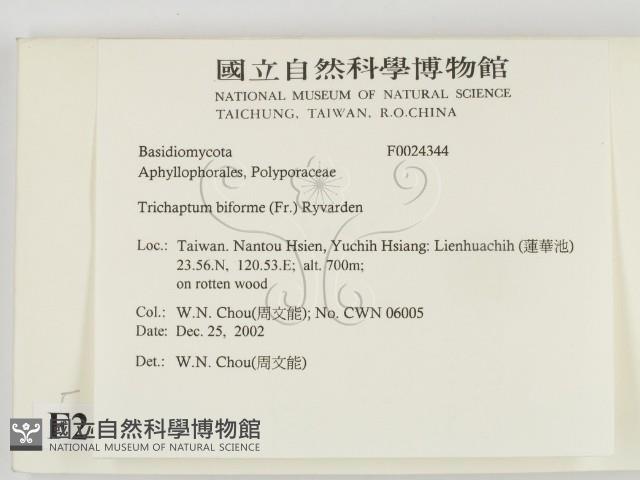 國立自然科學博物館
NATIONAL MUSEUM OF NATURAL SCIENCE
TAICHUNG, TAIWAN, R.O.CHINA
Basidiomycota F0024344
Aphyllophorales, Polyporaceae
Trichaptum biforme (Fr.) Ryvarden
Loc.: Taiwan. Nantou Hsien, Yuchih Hsiang: Lienhuachih (蓮華池)
23.56.N, 120.53.E; alt. 700m;
on rotten wood
Col.: W.N. Chou(周文能); No. CWN 06005
Date: Dec. 25, 2002
Det.: W.N. Chou(周文能)
F2
國立自然科學博物館
NATIONAL MUSEUM OF NATURAL SCIENCE